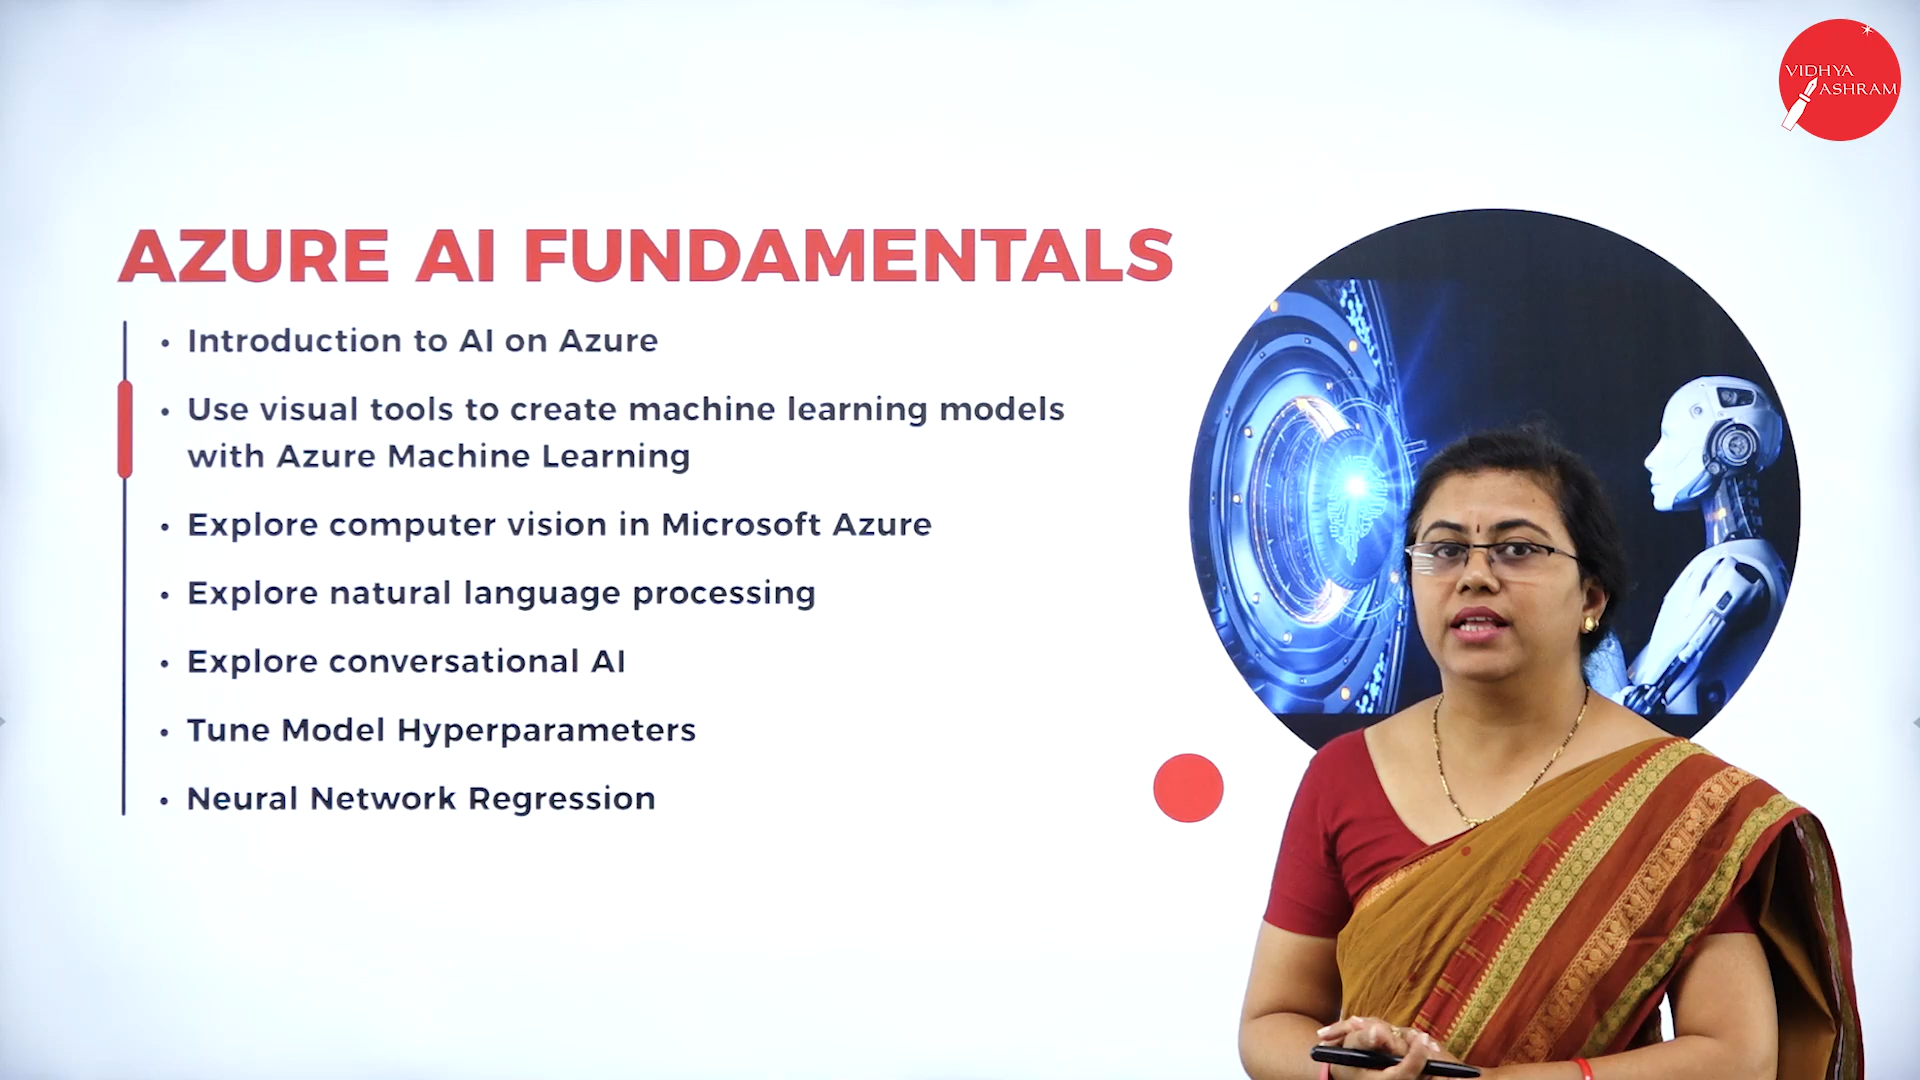 VIDHYA
ASHRAM
AZURE AI FUNDAMENTALS
• Introduction to AI on Azure
• Use visual tools to create machine learning models
with Azure Machine Learning
• Explore computer vision in Microsoft Azure
• Explore natural language processing
• Explore conversational AI
• Tune Model Hyperparameters
• Neural Network Regression